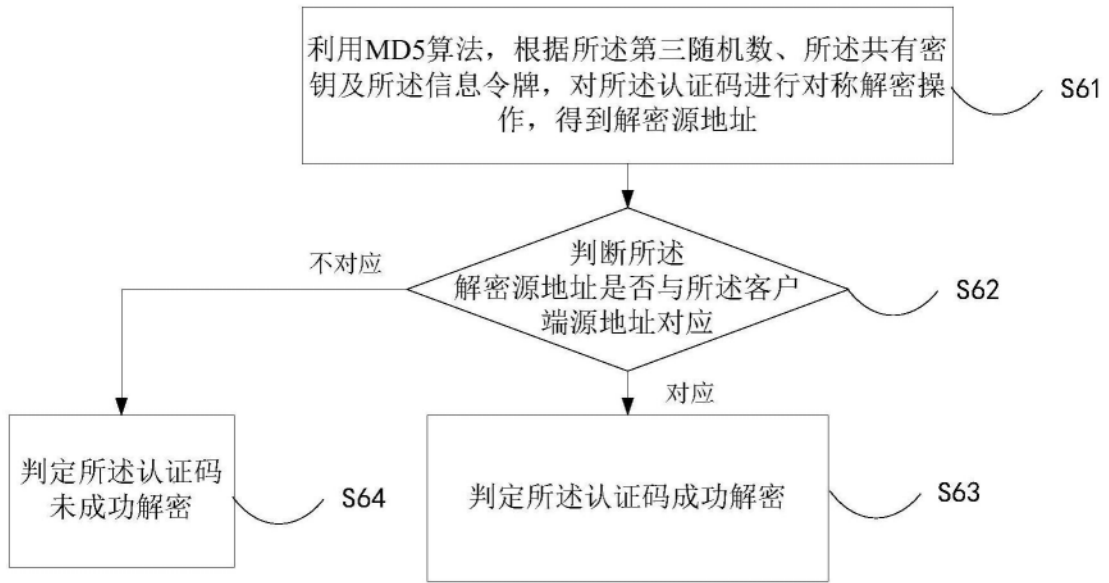 利用MD5算法，根据所述第三随机数、所述共有密
钥及所述信息令牌，对所述认证码进行对称解密操
作，得到解密源地址
S61
判断所述
解密源地址是否与所述客户
端源地址对应
S62
不对应
对应
判定所述认证码
未成功解密
S64
判定所述认证码成功解密
S63